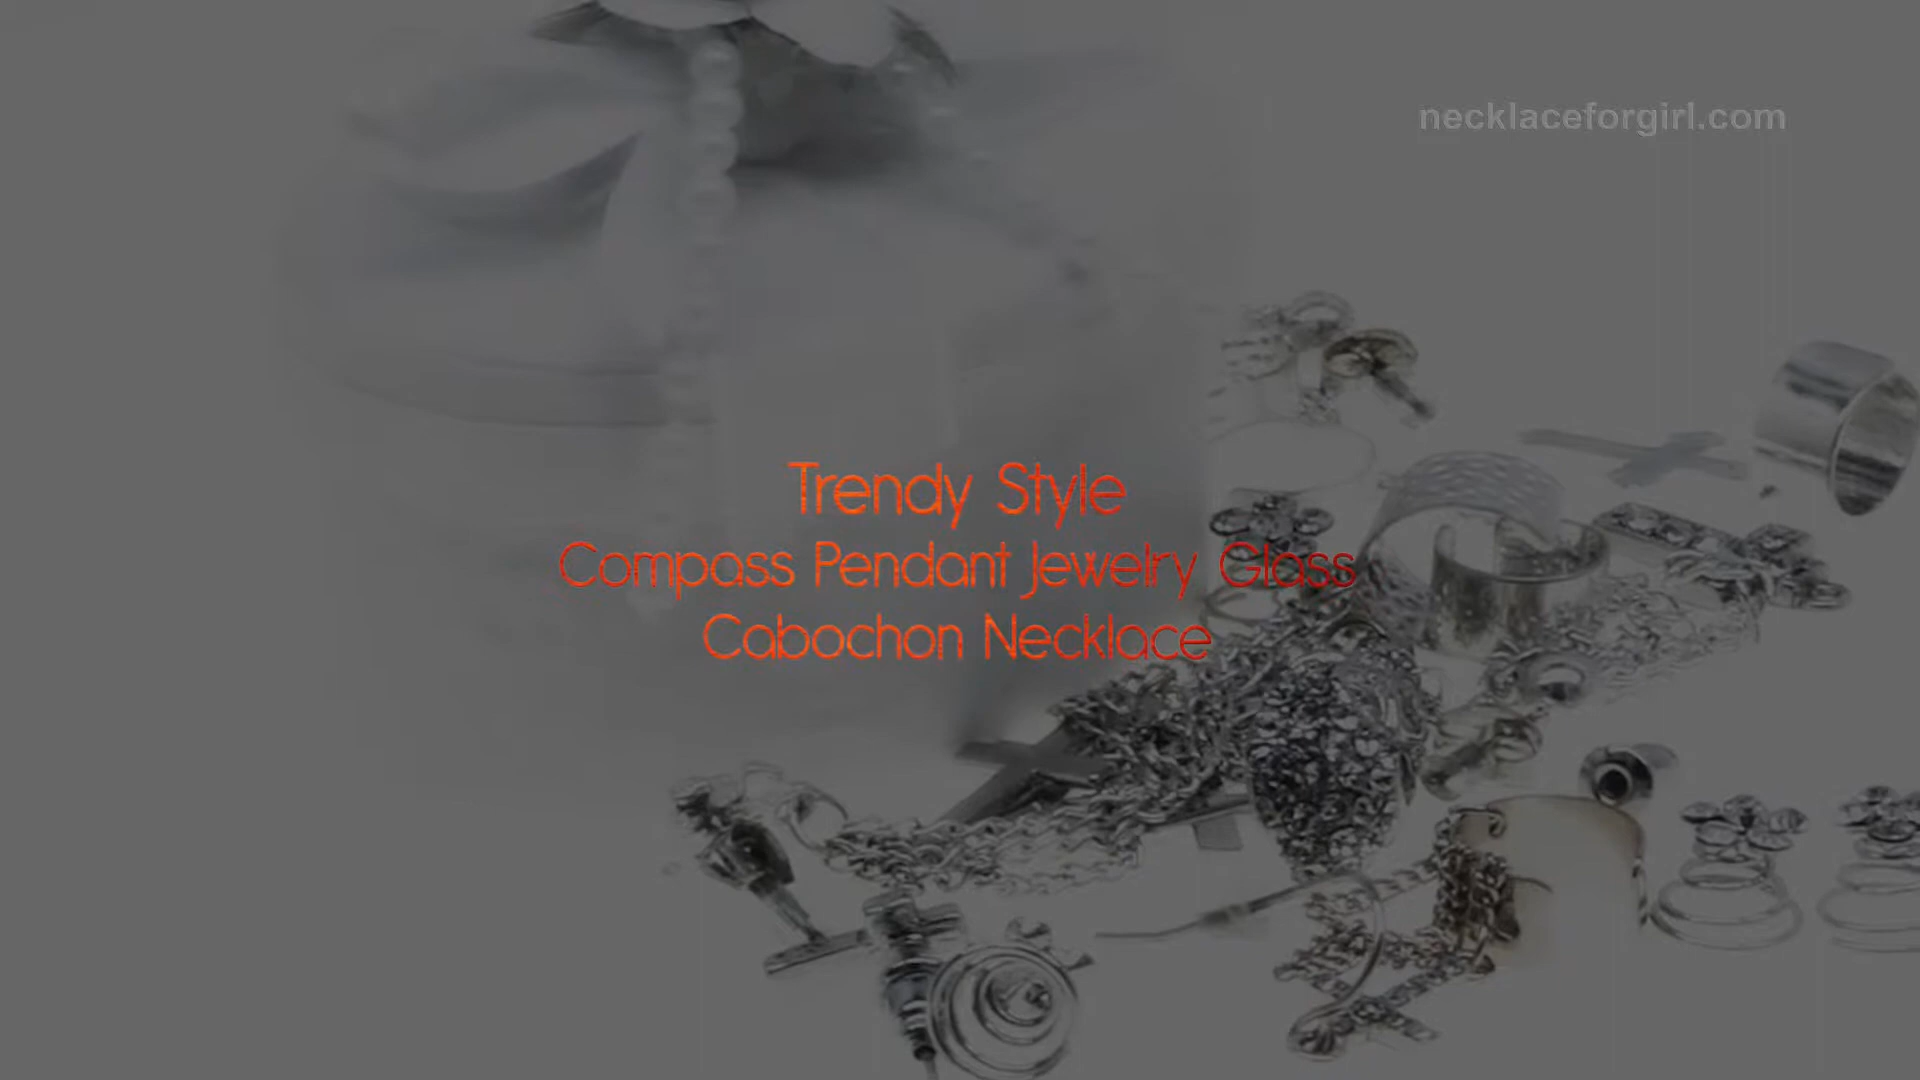 necklaceforgirl.com
Trendy Style
Compass Pendant Jewelry Glass
Cabochon Necklace